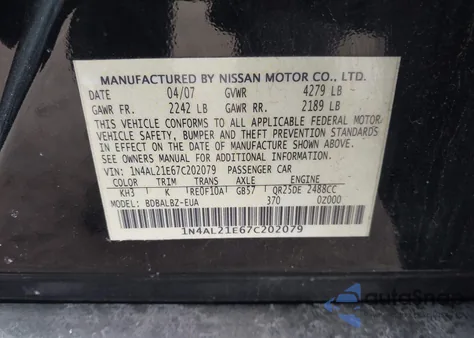 MANUFACTURED BY NISSAN MOTOR CO., LTD.
DATE 04/07 GVWR 4279 LB
GAWR FR. 2242 LB GAWR RR. 2189 LB
THIS VEHICLE CONFORMS TO ALL APPLICABLE FEDERAL MOTOR
VEHICLE SAFETY, BUMPER AND THEFT PREVENTION STANDARDS
IN EFFECT ON THE DATE OF MANUFACTURE SHOWN ABOVE.
SEE OWNERS MANUAL FOR ADDITIONAL GUIDE.
VIN: 1N4AL21E67C202079 PASSENGER CAR
COLOR TRIM TRANS AXLE ENGINE
KH3 K RE0F10A GB57 QR25DE 2488CC
MODEL: BDBALBZ-EUA 370 02000
1N4AL21E67C202079
autoSnap